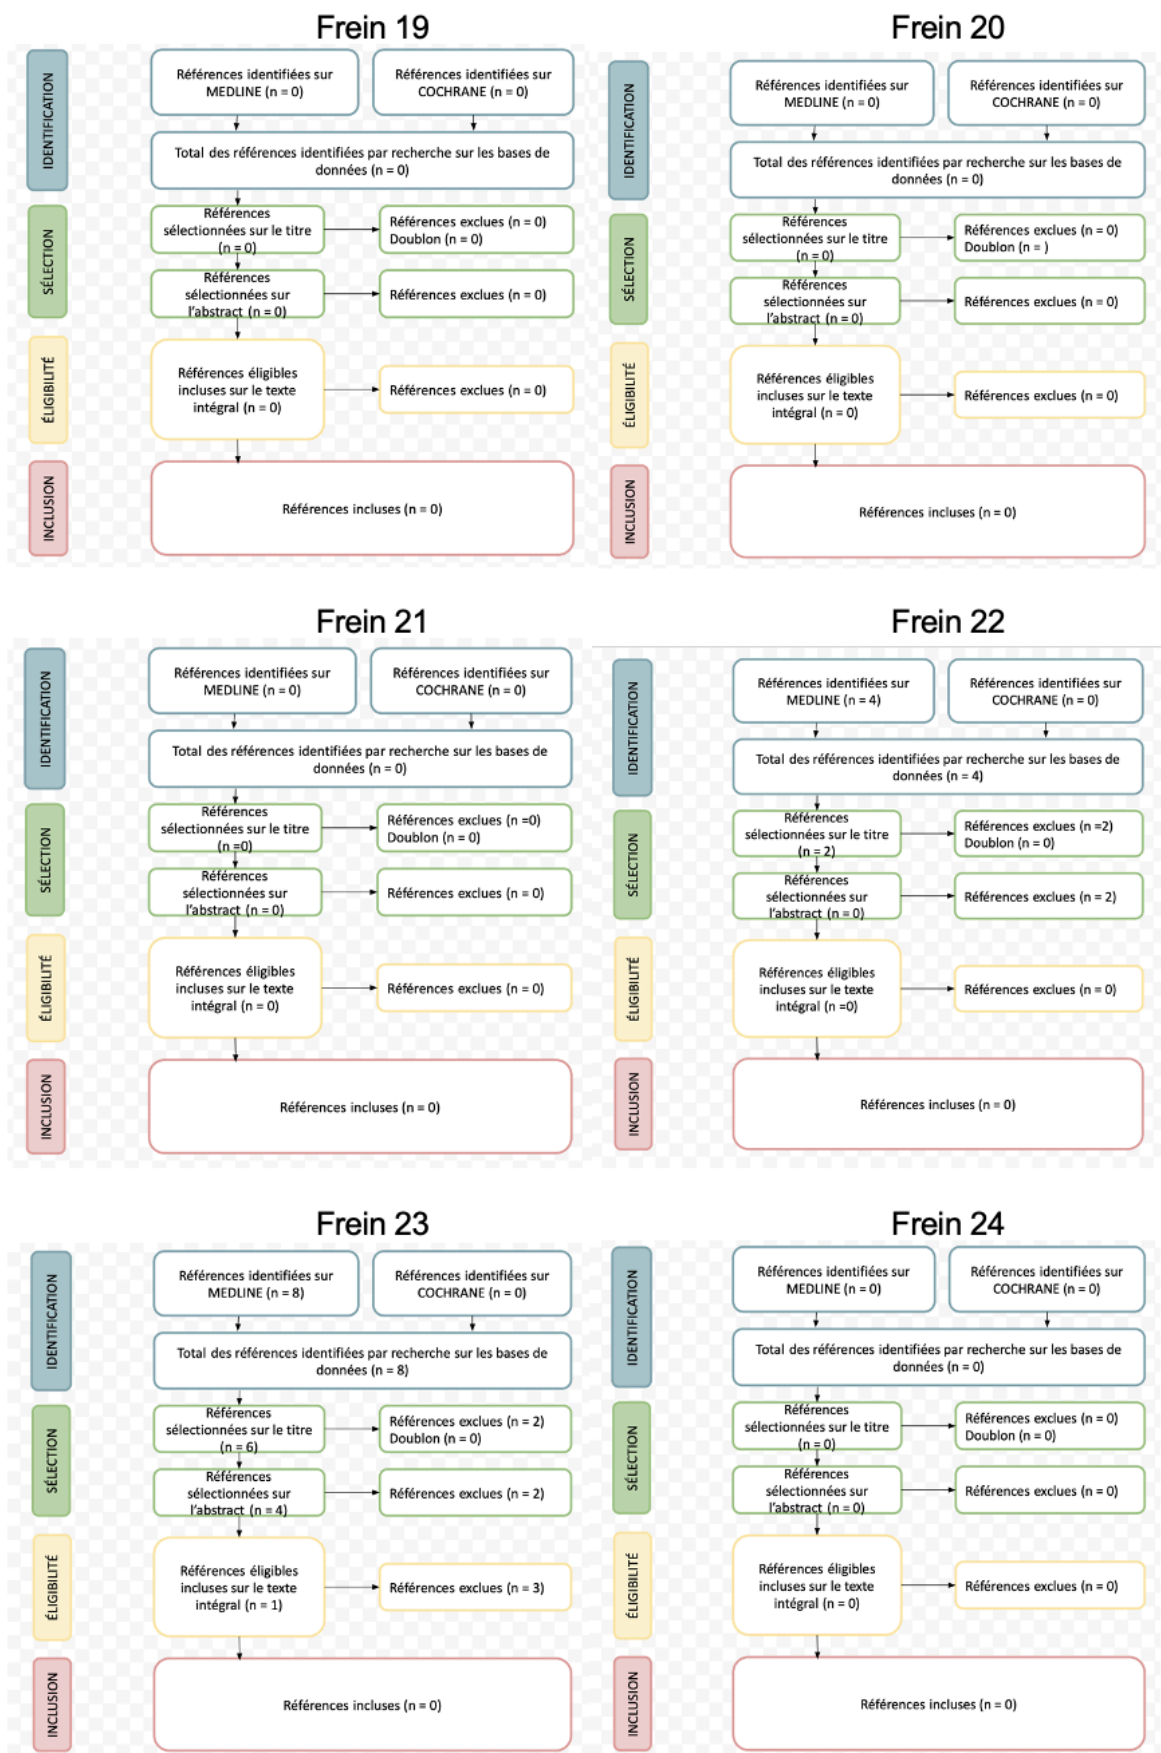 Frein 19
IDENTIFICATION
Références identifiées sur
MEDLINE (n = 0)
Références identifiées sur
COCHRANE (n = 0)
Total des références identifiées par recherche sur les bases de
données (n = 0)
SÉLECTION
Références
sélectionnées sur le titre
(n = 0)
Références exclues (n = 0)
Doublon (n = 0)
Références
sélectionnées sur
l'abstract (n = 0)
Références exclues (n = 0)
ÉLIGIBILITÉ
Références éligibles
incluses sur le texte
intégral (n = 0)
Références exclues (n = 0)
INCLUSION
Références incluses (n = 0)
Frein 20
IDENTIFICATION
Références identifiées sur
MEDLINE (n = 0)
Références identifiées sur
COCHRANE (n = 0)
Total des références identifiées par recherche sur les bases de
données (n = 0)
SÉLECTION
Références
sélectionnées sur le titre
(n = 0)
Références exclues (n = 0)
Doublon (n = )
Références
sélectionnées sur
l'abstract (n = 0)
Références exclues (n = 0)
ÉLIGIBILITÉ
Références éligibles
incluses sur le texte
intégral (n = 0)
Références exclues (n = 0)
INCLUSION
Références incluses (n = 0)
Frein 21
IDENTIFICATION
Références identifiées sur
MEDLINE (n = 0)
Références identifiées sur
COCHRANE (n = 0)
Total des références identifiées par recherche sur les bases de
données (n = 0)
SÉLECTION
Références
sélectionnées sur le titre
(n =0)
Références exclues (n =0)
Doublon (n = 0)
Références
sélectionnées sur
l'abstract (n = 0)
Références exclues (n = 0)
ÉLIGIBILITÉ
Références éligibles
incluses sur le texte
intégral (n = 0)
Références exclues (n = 0)
INCLUSION
Références incluses (n = 0)
Frein 22
IDENTIFICATION
Références identifiées sur
MEDLINE (n = 4)
Références identifiées sur
COCHRANE (n = 0)
Total des références identifiées par recherche sur les bases de
données (n = 4)
SÉLECTION
Références
sélectionnées sur le titre
(n = 2)
Références exclues (n =2)
Doublon (n = 0)
Références
sélectionnées sur
l'abstract (n = 0)
Références exclues (n = 2)
ÉLIGIBILITÉ
Références éligibles
incluses sur le texte
intégral (n =0)
Références exclues (n = 0)
INCLUSION
Références incluses (n = 0)
Frein 23
IDENTIFICATION
Références identifiées sur
MEDLINE (n = 8)
Références identifiées sur
COCHRANE (n = 0)
Total des références identifiées par recherche sur les bases de
données (n = 8)
SÉLECTION
Références
sélectionnées sur le titre
(n = 6)
Références exclues (n = 2)
Doublon (n = 0)
Références
sélectionnées sur
l'abstract (n = 4)
Références exclues (n = 2)
ÉLIGIBILITÉ
Références éligibles
incluses sur le texte
intégral (n = 1)
Références exclues (n = 3)
INCLUSION
Références incluses (n = 0)
Frein 24
IDENTIFICATION
Références identifiées sur
MEDLINE (n = 0)
Références identifiées sur
COCHRANE (n = 0)
Total des références identifiées par recherche sur les bases de
données (n = 0)
SÉLECTION
Références
sélectionnées sur le titre
(n = 0)
Références exclues (n = 0)
Doublon (n = 0)
Références
sélectionnées sur
l'abstract (n = 0)
Références exclues (n = 0)
ÉLIGIBILITÉ
Références éligibles
incluses sur le texte
intégral (n = 0)
Références exclues (n = 0)
INCLUSION
Références incluses (n = 0)